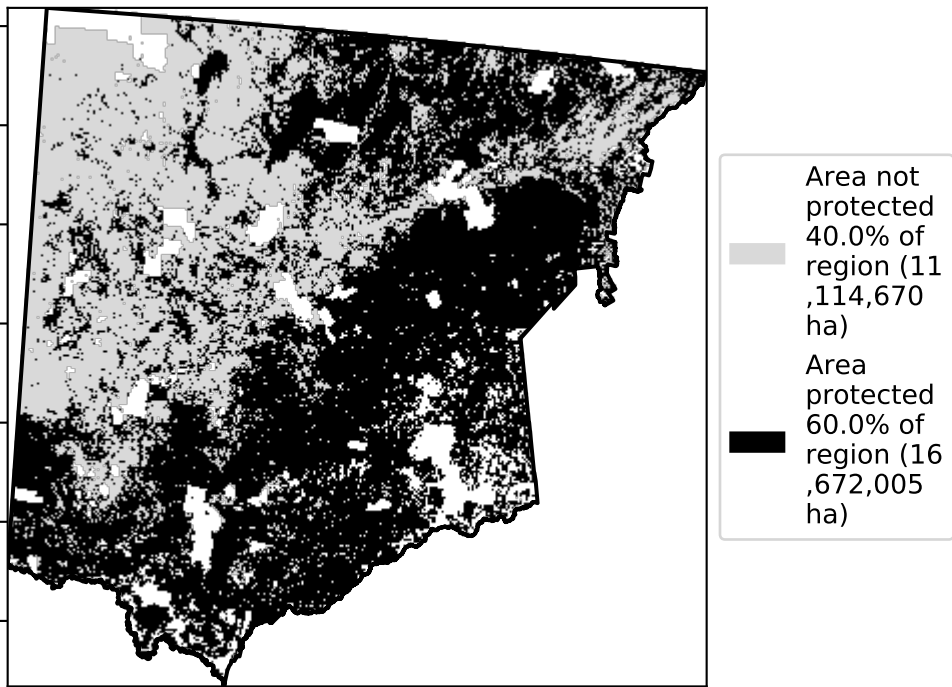 Area not
protected
40.0% of
region (11
,114,670
ha)
Area
protected
60.0% of
region (16
,672,005
ha)